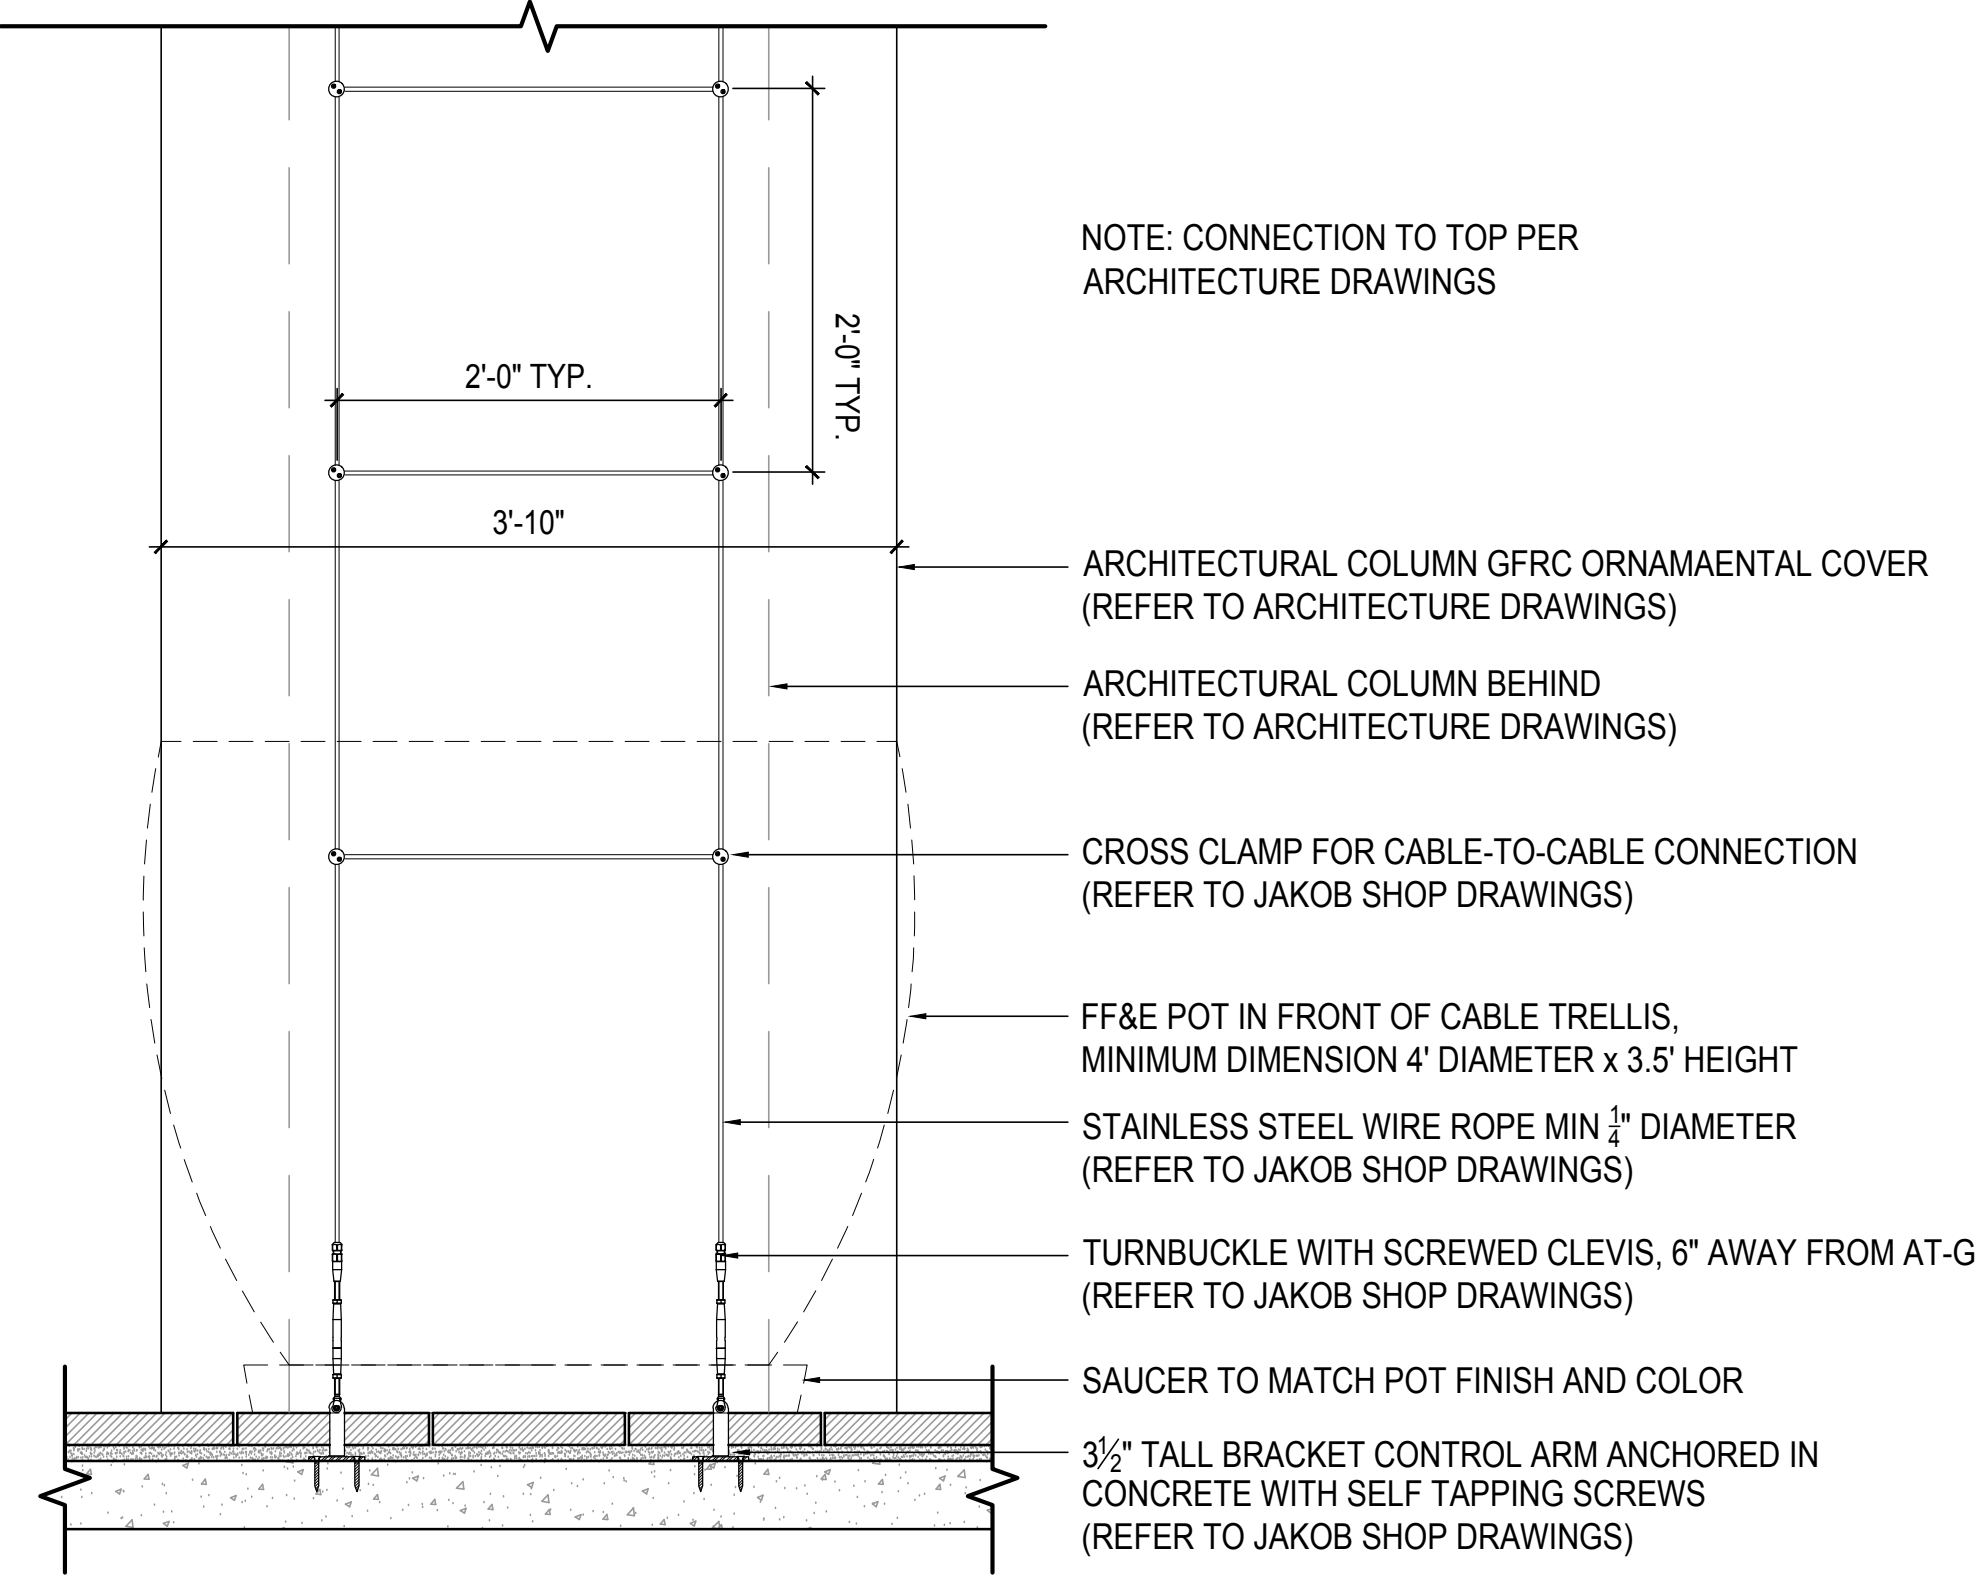 NOTE: CONNECTION TO TOP PER
ARCHITECTURE DRAWINGS
2'-0" TYP.
2'-0" TYP.
3'-10"
ARCHITECTURAL COLUMN GFRC ORNAMAENTAL COVER
(REFER TO ARCHITECTURE DRAWINGS)
ARCHITECTURAL COLUMN BEHIND
(REFER TO ARCHITECTURE DRAWINGS)
CROSS CLAMP FOR CABLE-TO-CABLE CONNECTION
(REFER TO JAKOB SHOP DRAWINGS)
FF&E POT IN FRONT OF CABLE TRELLIS,
MINIMUM DIMENSION 4' DIAMETER x 3.5' HEIGHT
STAINLESS STEEL WIRE ROPE MIN 1/4" DIAMETER
(REFER TO JAKOB SHOP DRAWINGS)
TURNBUCKLE WITH SCREWED CLEVIS, 6" AWAY FROM AT-G
(REFER TO JAKOB SHOP DRAWINGS)
SAUCER TO MATCH POT FINISH AND COLOR
3 1/2" TALL BRACKET CONTROL ARM ANCHORED IN
CONCRETE WITH SELF TAPPING SCREWS
(REFER TO JAKOB SHOP DRAWINGS)